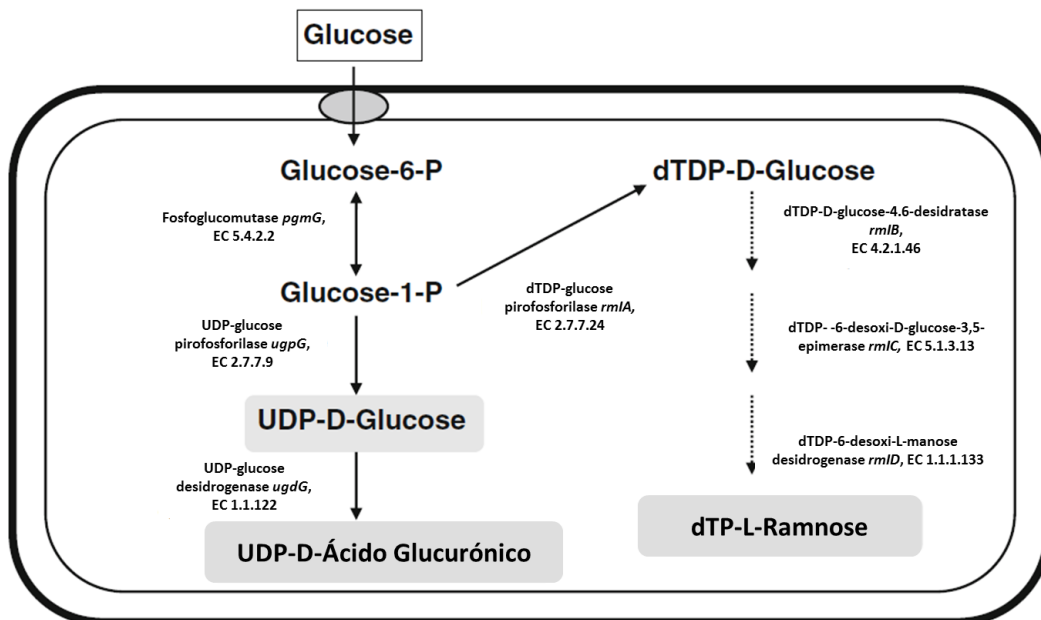 Glucose
Glucose-6-P
Fosfoglucomutase pgmG,
EC 5.4.2.2
Glucose-1-P
UDP-glucose
pirofosforilase ugpG,
EC 2.7.7.9
UDP-D-Glucose
UDP-glucose
desidrogenase ugdG,
EC 1.1.122
UDP-D-Ácido Glucurónico
dTDP-glucose
pirofosforilase rmlA,
EC 2.7.7.24
dTDP-D-Glucose
dTDP-D-glucose-4.6-desidratase
rmlB,
EC 4.2.1.46
dTDP- -6-desoxi-D-glucose-3,5-
epimerase rmlC, EC 5.1.3.13
dTDP-6-desoxi-L-manose
desidrogenase rmlD, EC 1.1.1.133
dTP-L-Ramnose